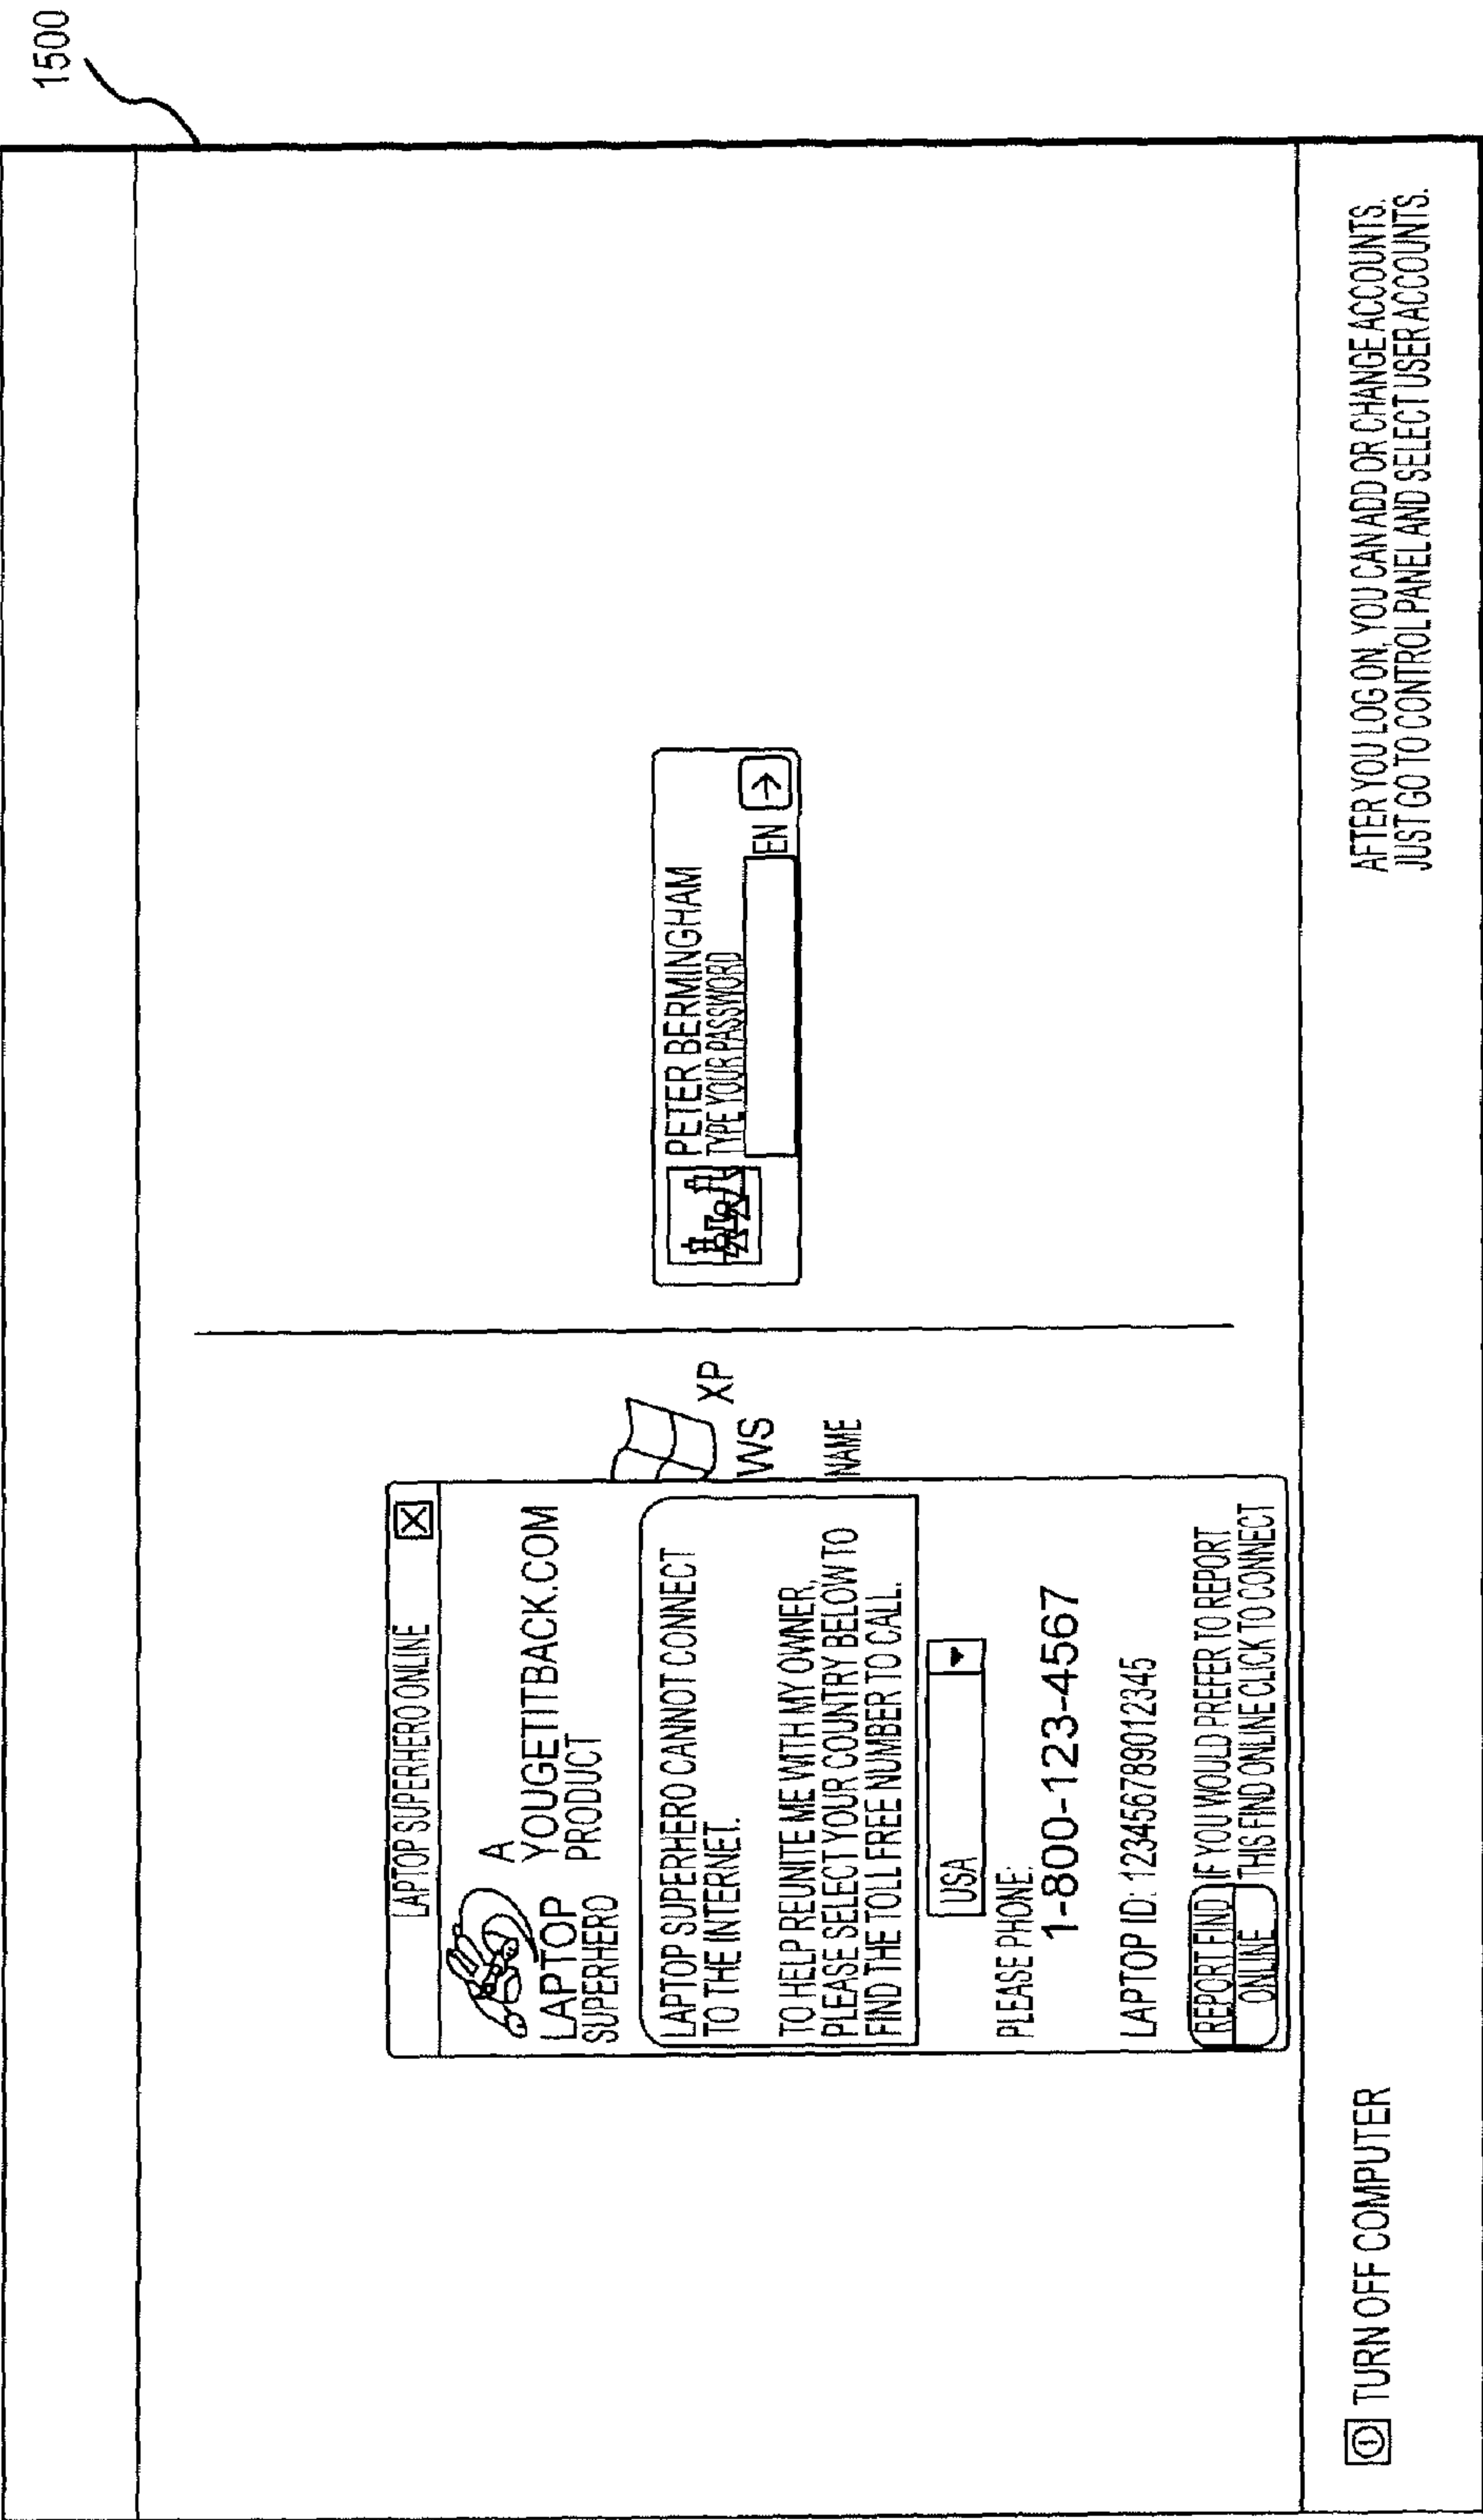 1500
LAPTOP SUPERHERO ONLINE
LAPTOP
SUPERHERO
A
YOUGETITBACK.COM
PRODUCT
LAPTOP SUPERHERO CANNOT CONNECT
TO THE INTERNET.
TO HELP REUNITE ME WITH MY OWNER,
PLEASE SELECT YOUR COUNTRY BELOW TO
FIND THE TOLL FREE NUMBER TO CALL.
USA
PLEASE PHONE:
1-800-123-4567
LAPTOP ID: 123456789012345
REPORT FIND
ONLINE
IF YOU WOULD PREFER TO REPORT
THIS FIND ONLINE CLICK TO CONNECT
XP
WS
NAME
PETER BERMINGHAM
TYPE YOUR PASSWORD
EN
TURN OFF COMPUTER
AFTER YOU LOG ON, YOU CAN ADD OR CHANGE ACCOUNTS.
JUST GO TO CONTROL PANEL AND SELECT USER ACCOUNTS.